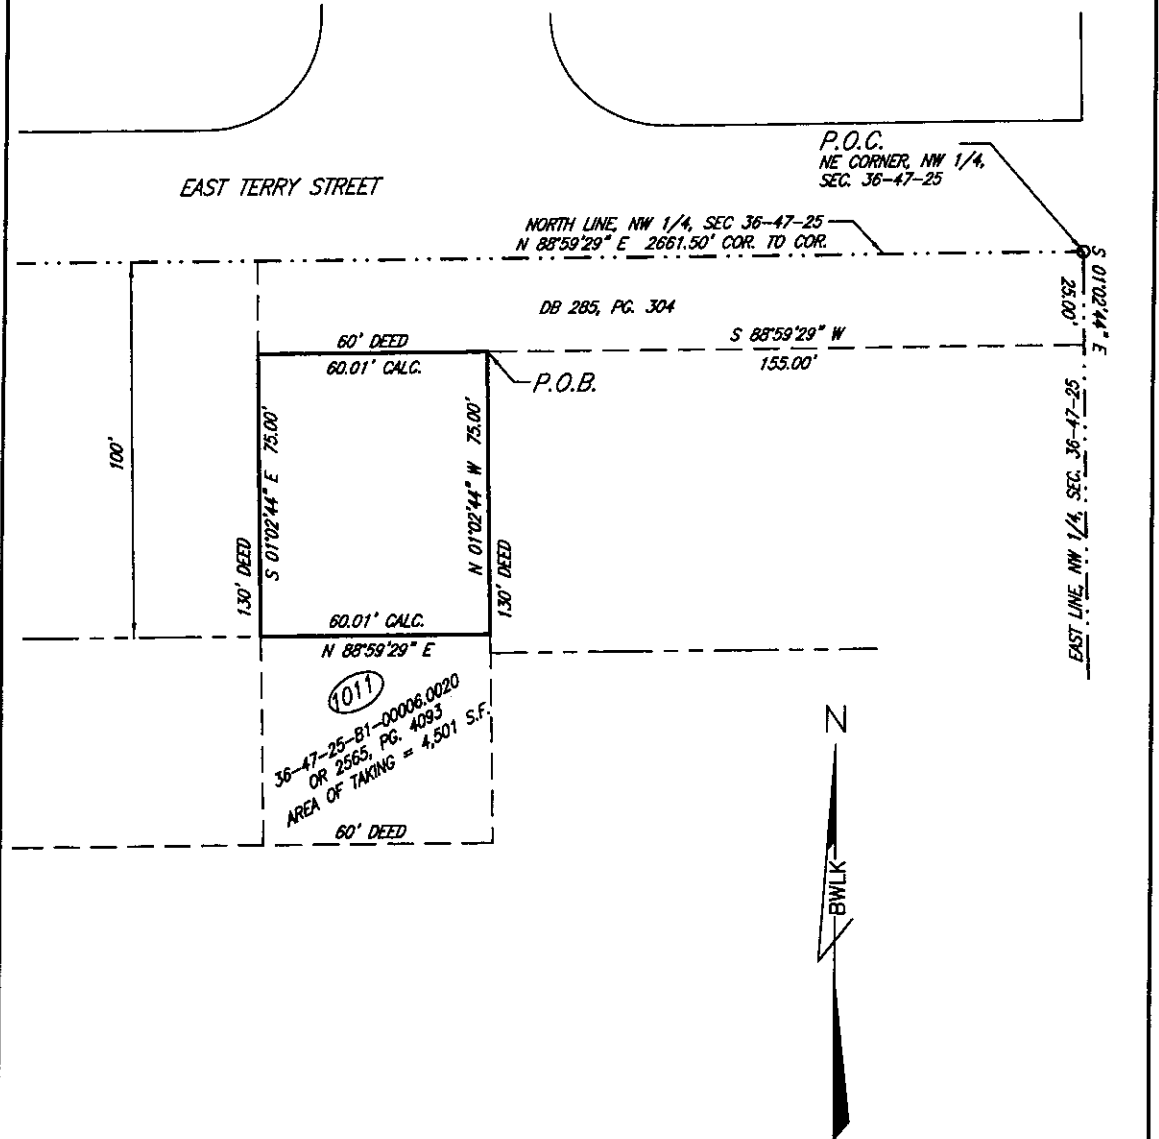 P.O.C.
NE CORNER, NW 1/4,
SEC. 36-47-25
EAST TERRY STREET
NORTH LINE, NW 1/4, SEC 36-47-25
N 88°59'29" E 2661.50' COR. TO COR.
S 01°02'44" E
25.00'
DB 285, PG. 304
S 88°59'29" W
155.00'
60' DEED
60.01' CALC.
P.O.B.
100'
130' DEED
S 01°02'44" E 75.00'
N 01°02'44" W 75.00'
130' DEED
EAST LINE, NW 1/4, SEC. 36-47-25
60.01' CALC.
N 88°59'29" E
1011
36-47-25-B1-00006.0020
OR 2565, PG. 4093
AREA OF TAKING = 4,501 S.F.
60' DEED
N
BWLK